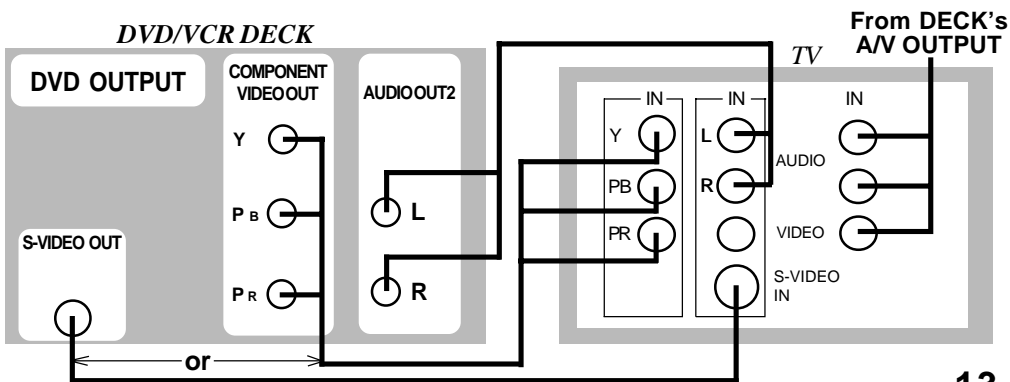 From DECK's
A/V OUTPUT
DVD/VCR DECK
TV
DVD OUTPUT
COMPONENT
VIDEO OUT
AUDIO OUT2
Y
PB
PR
L
R
S-VIDEO OUT
or
IN
Y
PB
PR
IN
L
R
AUDIO
VIDEO
S-VIDEO
IN
IN